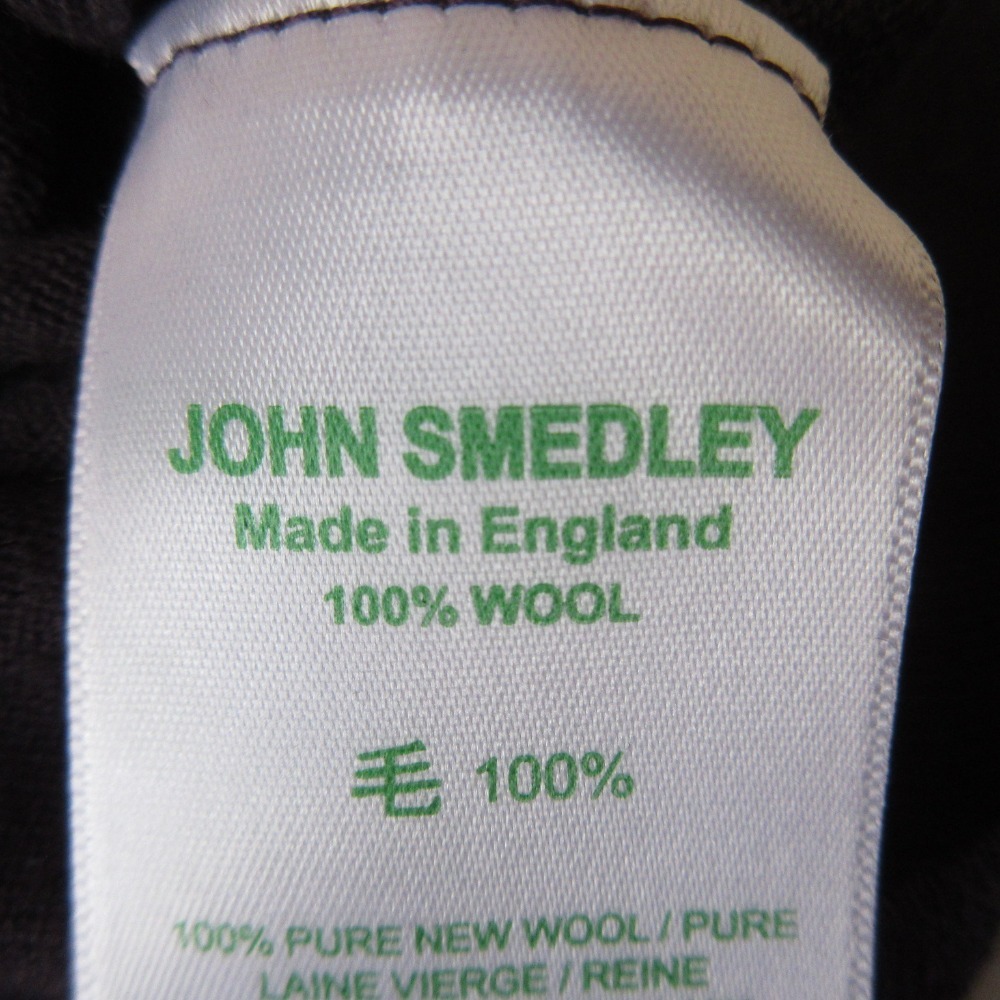 JOHN SMEDLEY
Made in England
100% WOOL
毛 100%
100% PURE NEW WOOL / PURE
LAINE VIERGE / REINE